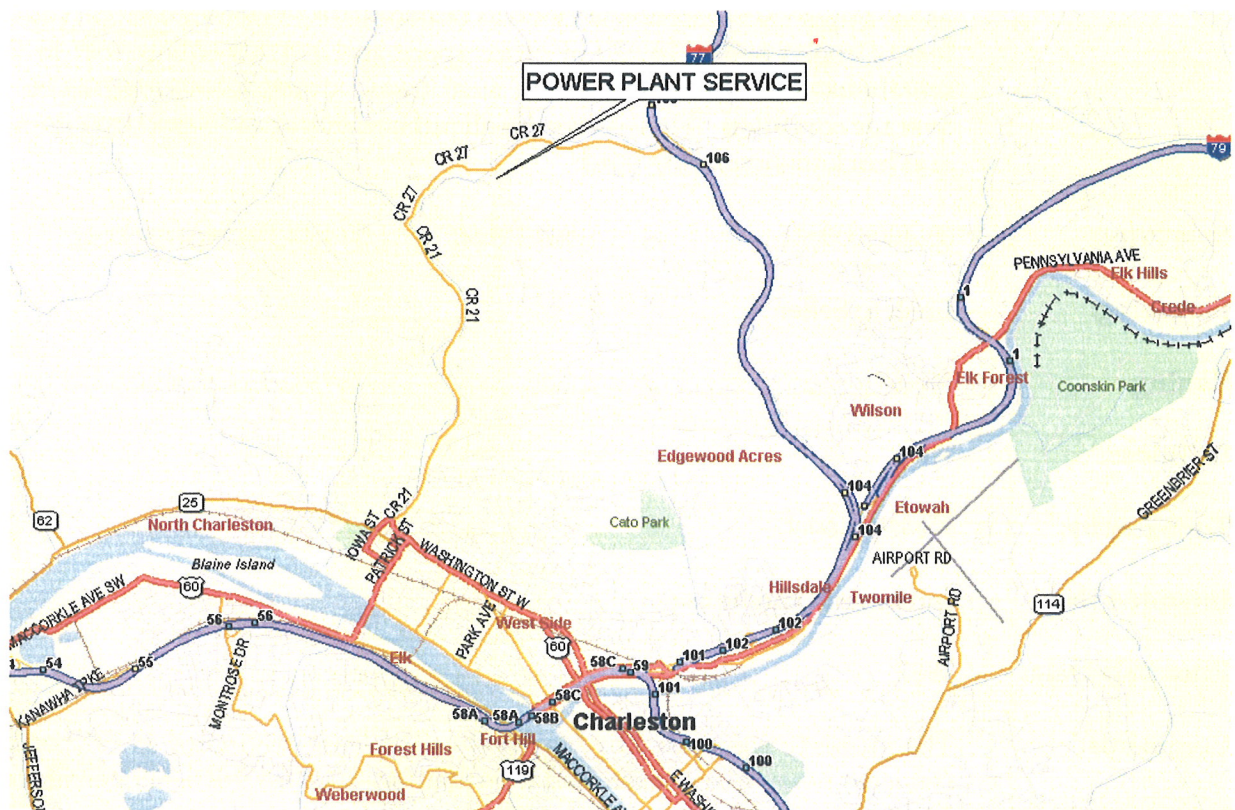 77
POWER PLANT SERVICE
CR 27
CR 27
106
79
CR 27
CR 21
PENNSYLVANIA AVE
Elk Hills
CR 21
1
Crede
1
Elk Forest
Coonskin Park
Wilson
Edgewood Acres
104
104
GREENBRIER ST
25
CR 21
Etowah
62
North Charleston
IOWA ST
Cato Park
104
PATRICK ST
WASHINGTON ST W
AIRPORT RD
Blaine Island
MACCORKLE AVE SW
60
Hillsdale
Twomile
114
56
56
PARK AVE
West Side
AIRPORT RD
60
102
102
Elk
54
55
58C
59
101
KANAWHA TRKE
MONTROSE DR
101
58C
58A
58A
58B
Charleston
Fort Hill
100
Forest Hills
100
119
MACCORKLE AV
E WASH
JEFFERSO
Weberwood